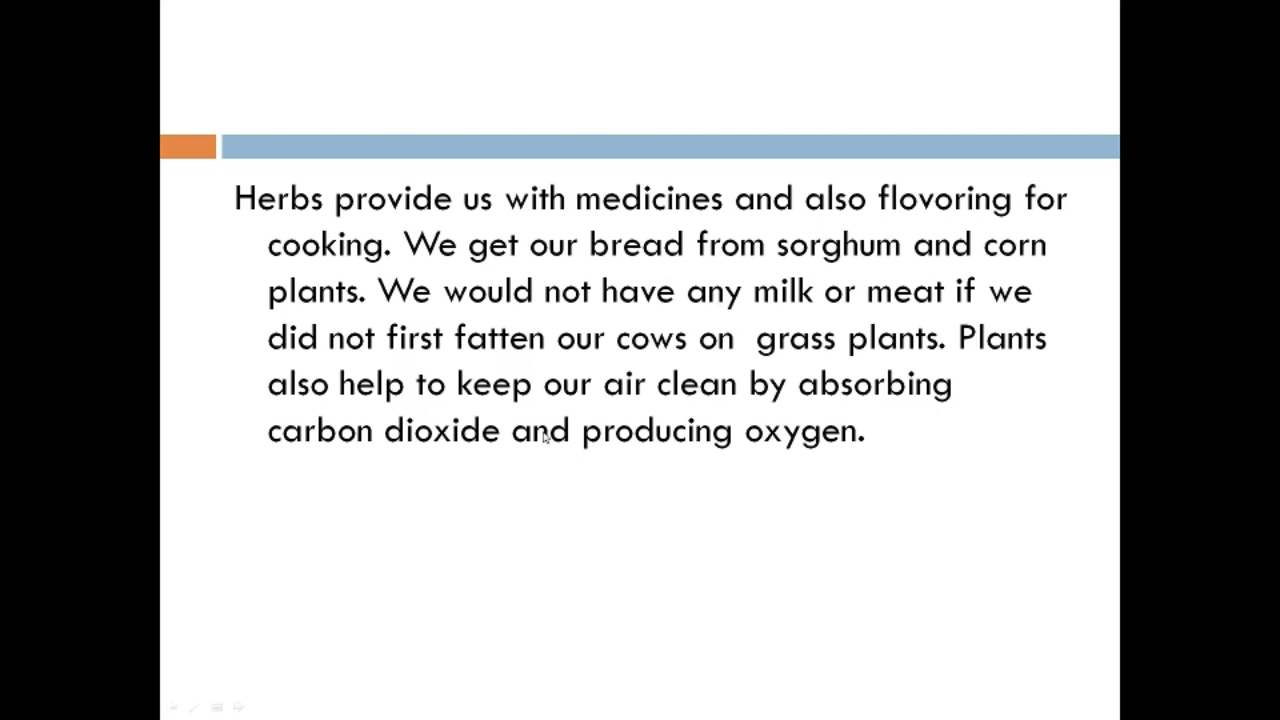 Herbs provide us with medicines and also flovoring for
cooking. We get our bread from sorghum and corn
plants. We would not have any milk or meat if we
did not first fatten our cows on  grass plants. Plants
also help to keep our air clean by absorbing
carbon dioxide and producing oxygen.